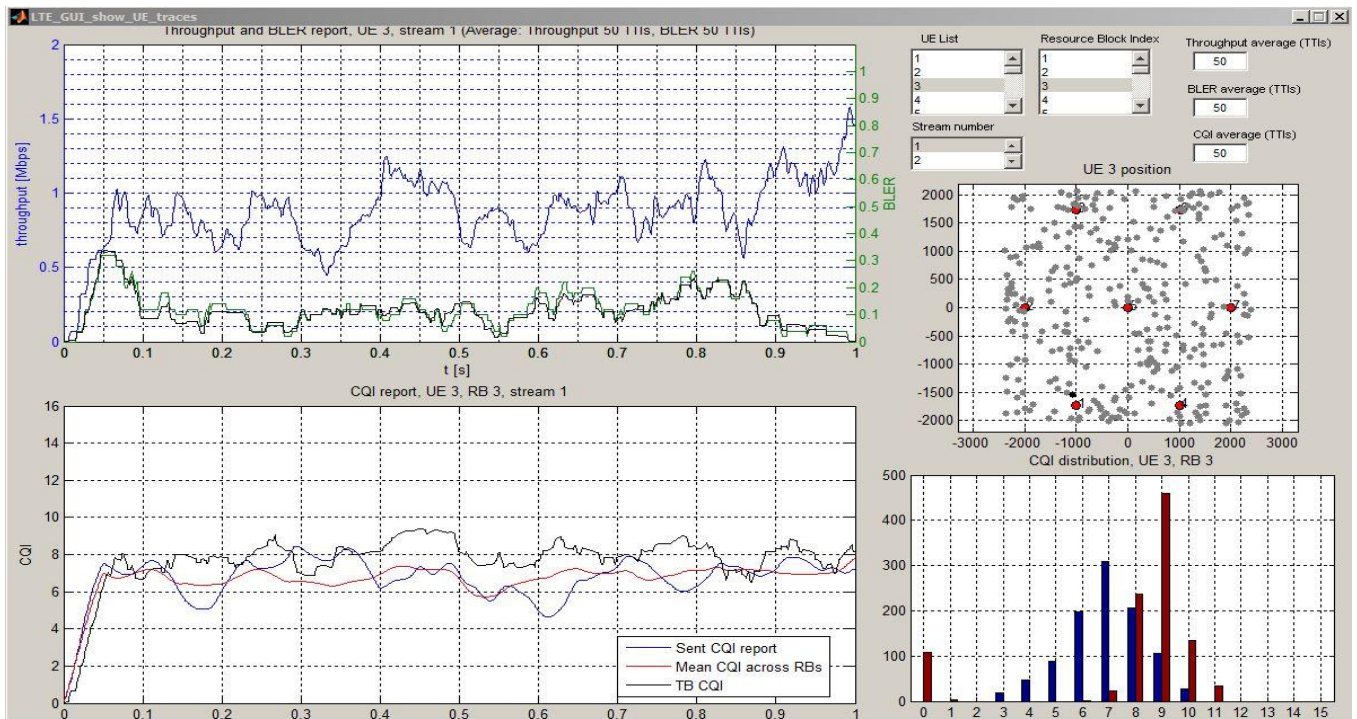 LTE_GUI_show_UE_traces
Throughput and BLER report, UE 3, stream 1 (Average: Throughput 50 TTIs, BLER 50 TTIs)
2
1.5
1
0.5
0
throughput [Mbps]
1
0.9
0.8
0.7
0.6
0.5
0.4
0.3
0.2
0.1
0
BLER
0 0.1 0.2 0.3 0.4 0.5 0.6 0.7 0.8 0.9 1
t [s]
CQI report, UE 3, RB 3, stream 1
16
14
12
10
8
6
4
2
0
CQI
Sent CQI report
Mean CQI across RBs
TB CQI
0 0.1 0.2 0.3 0.4 0.5 0.6 0.7 0.8 0.9 1
UE List
1
2
3
4
5
Resource Block Index
1
2
3
4
5
Throughput average (TTIs)
50
BLER average (TTIs)
50
CQI average (TTIs)
50
Stream number
1
2
UE 3 position
2000
1500
1000
500
0
-500
-1000
-1500
-2000
7
1
4
-3000 -2000 -1000 0 1000 2000 3000
CQI distribution, UE 3, RB 3
500
400
300
200
100
0
0 1 2 3 4 5 6 7 8 9 10 11 12 13 14 15